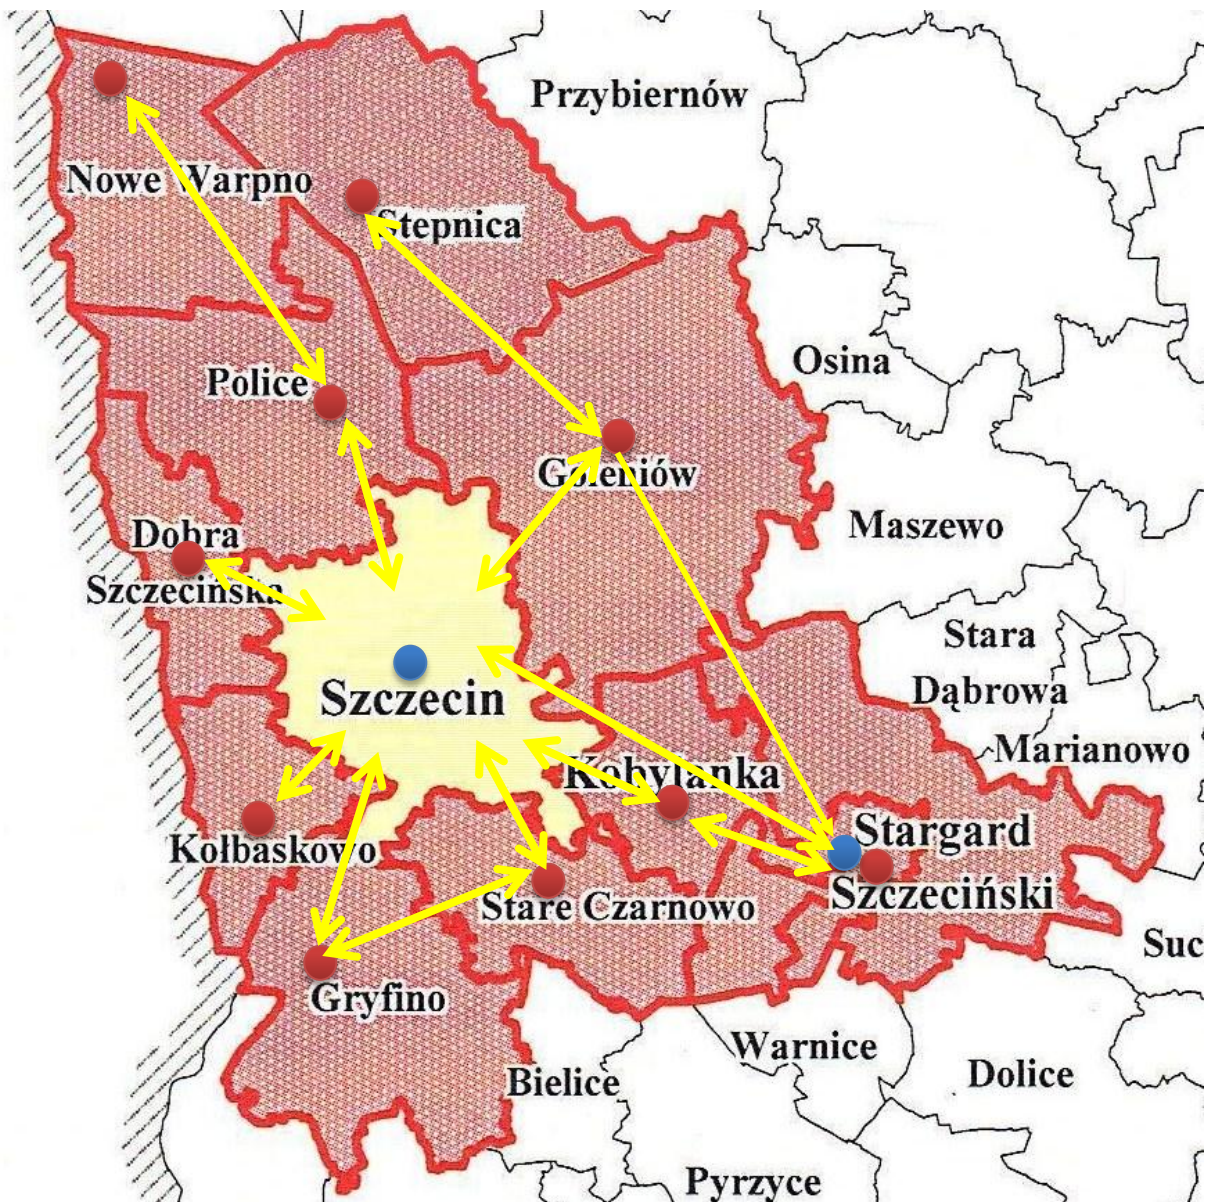 Przybiernów
Nowe Warpno
Stepnica
Osina
Police
Goleniów
Maszewo
Dobra
Szczecińska
Stara
Dąbrowa
Szczecin
Marianowo
Kobylanka
Stargard
Szczeciński
Kołbaskowo
Stare Czarnowo
Suc
Gryfino
Warnice
Bielice
Dolice
Pyrzyce